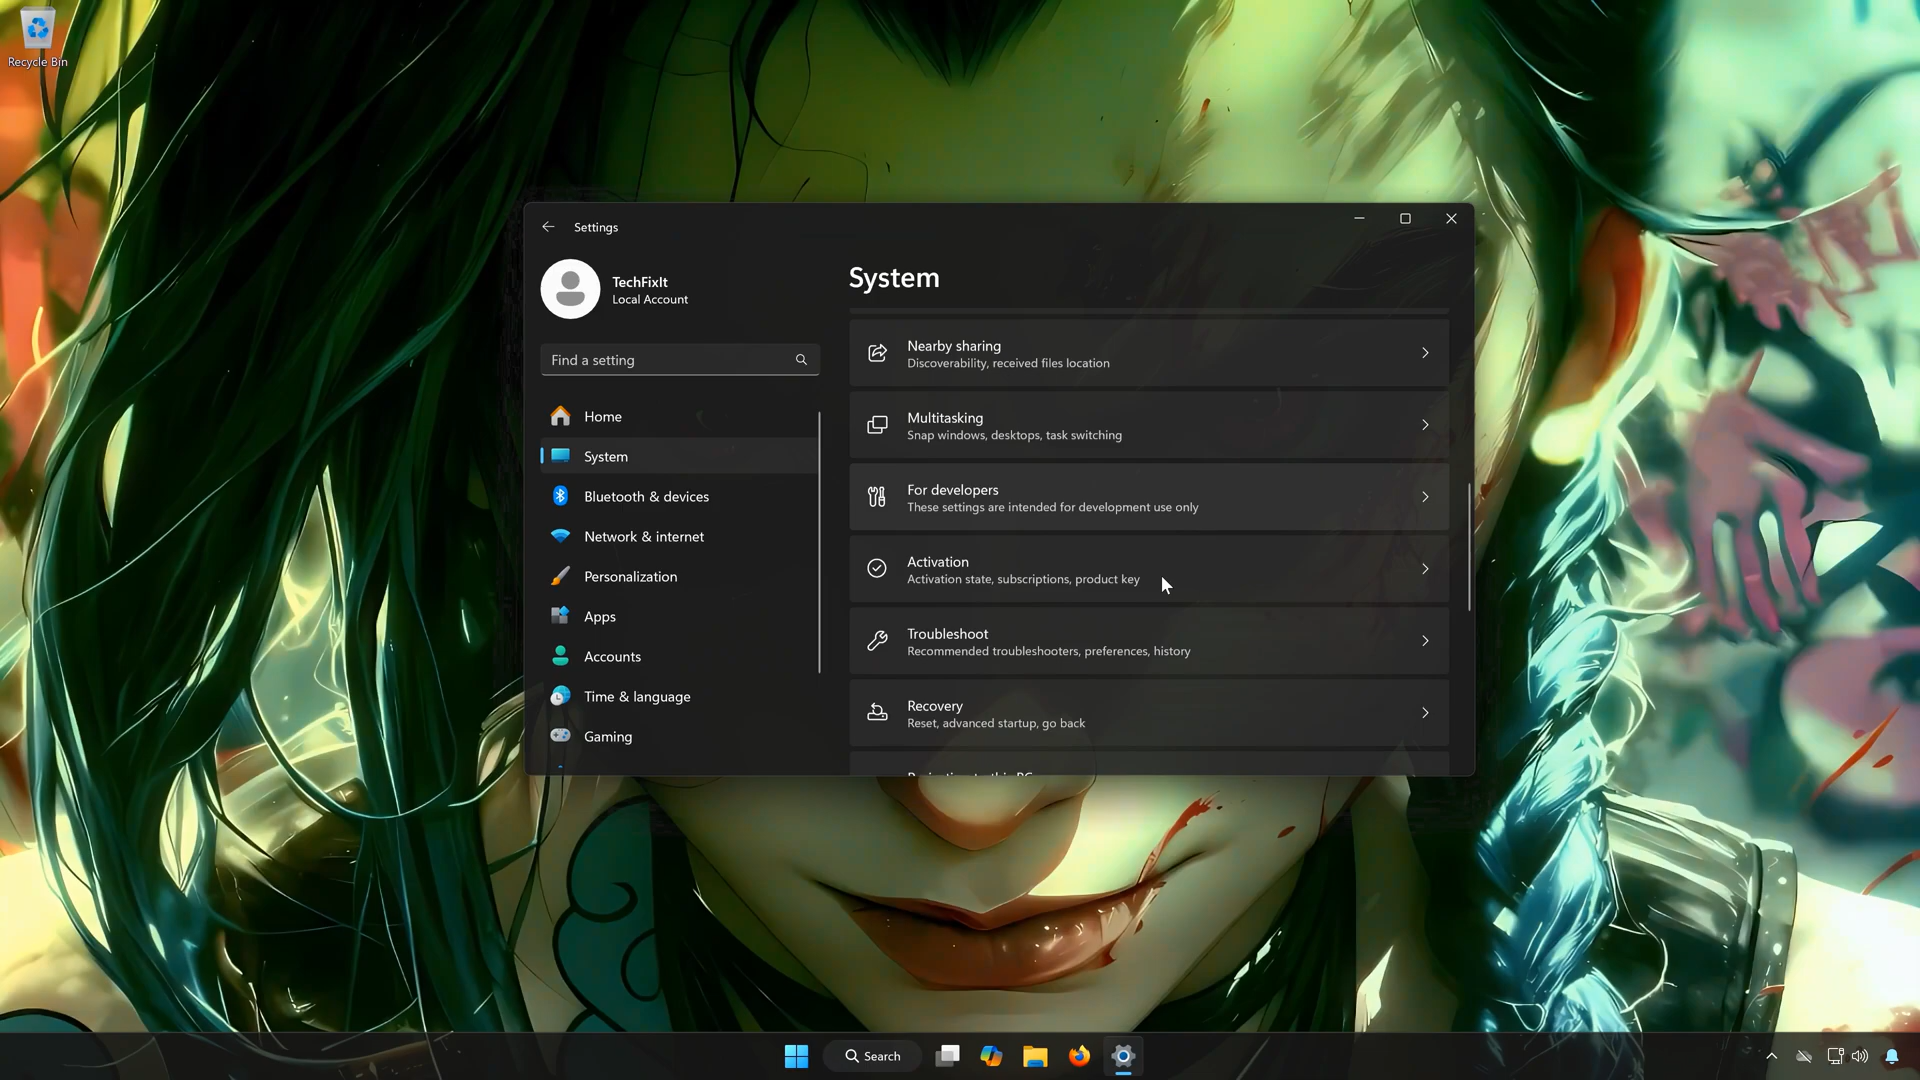 Recycle Bin
Settings
TechFixIt
Local Account
Find a setting
Home
System
Bluetooth & devices
Network & internet
Personalization
Apps
Accounts
Time & language
Gaming
System
Nearby sharing
Discoverability, received files location
Multitasking
Snap windows, desktops, task switching
For developers
These settings are intended for development use only
Activation
Activation state, subscriptions, product key
Troubleshoot
Recommended troubleshooters, preferences, history
Recovery
Reset, advanced startup, go back
Search